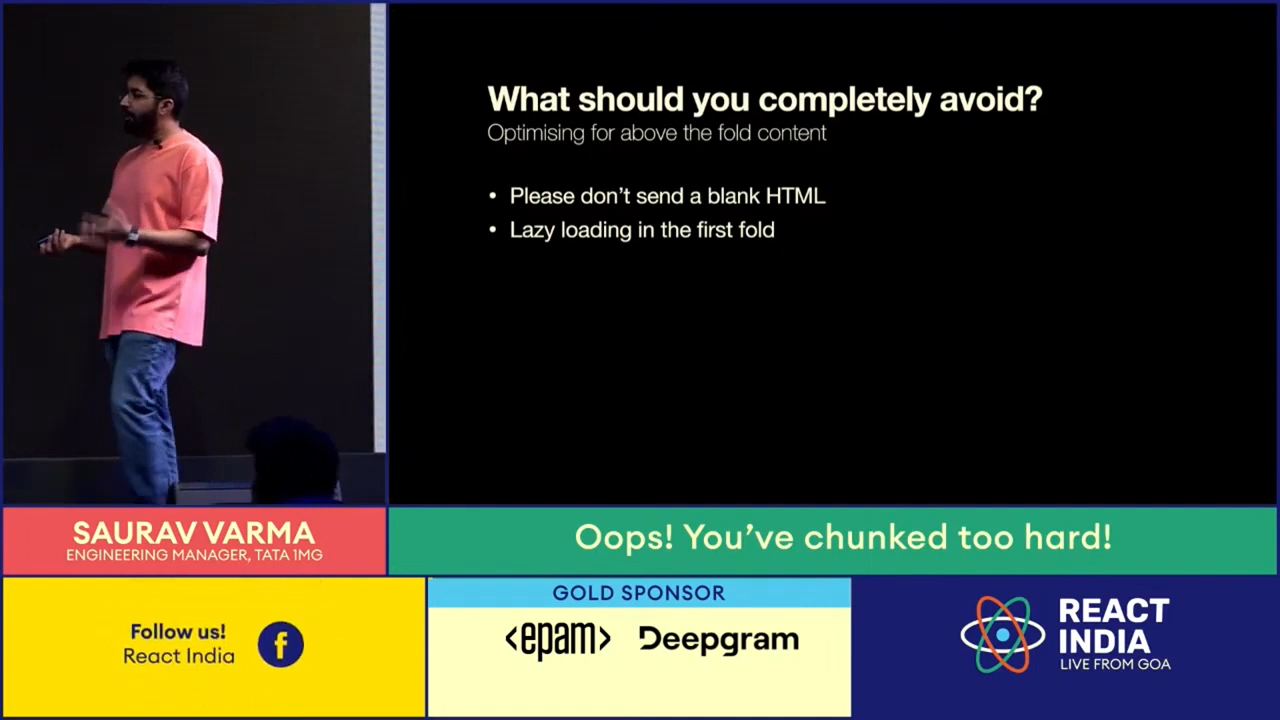 What should you completely avoid?
Optimising for above the fold content
• Please don't send a blank HTML
• Lazy loading in the first fold
SAURAV VARMA
ENGINEERING MANAGER, TATA 1MG
Oops! You've chunked too hard!
Follow us!
React India
GOLD SPONSOR
<epam> Deepgram
REACT
INDIA
LIVE FROM GOA